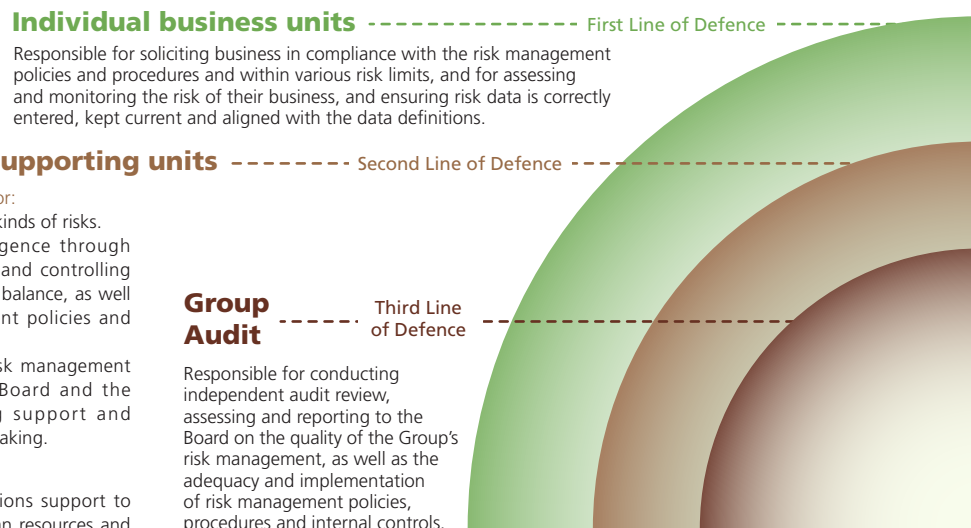 Individual business units First Line of Defence
Responsible for soliciting business in compliance with the risk management
policies and procedures and within various risk limits, and for assessing
and monitoring the risk of their business, and ensuring risk data is correctly
entered, kept current and aligned with the data definitions.
upporting units Second Line of Defence
or:
kinds of risks.
gence through
and controlling
balance, as well
nt policies and
sk management
Board and the
g support and
aking.
ions support to
an resources and
Group
Audit
Third Line
of Defence
Responsible for conducting
independent audit review,
assessing and reporting to the
Board on the quality of the Group's
risk management, as well as the
adequacy and implementation
of risk management policies,
procedures and internal controls.